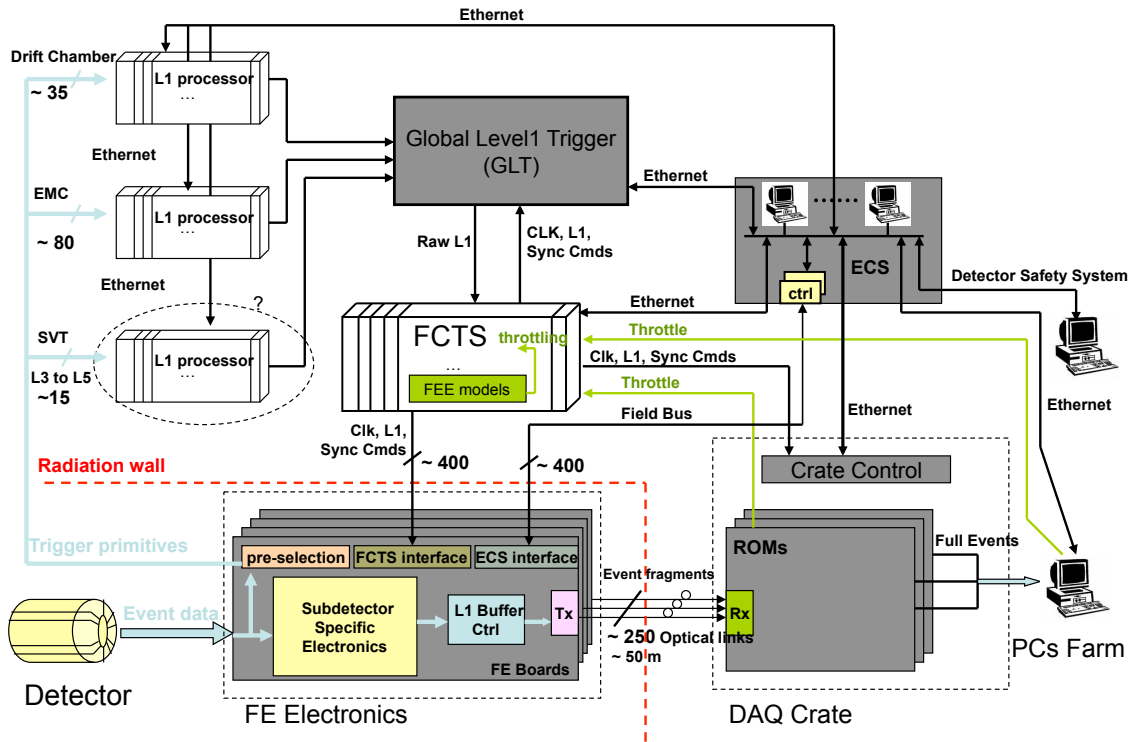 Ethernet
Drift Chamber
L1 processor
...
~ 35
Ethernet
Global Level1 Trigger
(GLT)
EMC
L1 processor
...
~ 80
Ethernet
Ethernet
.......
ECS
ctrl
Raw L1
CLK, L1,
Sync Cmds
Detector Safety System
?
SVT
L1 processor
...
L3 to L5
~15
Ethernet
FCTS
throttling
...
FEE models
Throttle
Clk, L1, Sync Cmds
Throttle
Field Bus
Ethernet
Ethernet
Clk, L1,
Sync Cmds
~ 400
~ 400
Radiation wall
Crate Control
Trigger primitives
pre-selection
FCTS interface
ECS interface
ROMs
Full Events
Event data
Subdetector
Specific
Electronics
L1 Buffer
Ctrl
Tx
Event fragments
Rx
~ 250 Optical links
~ 50 m
FE Boards
PCs Farm
Detector
FE Electronics
DAQ Crate